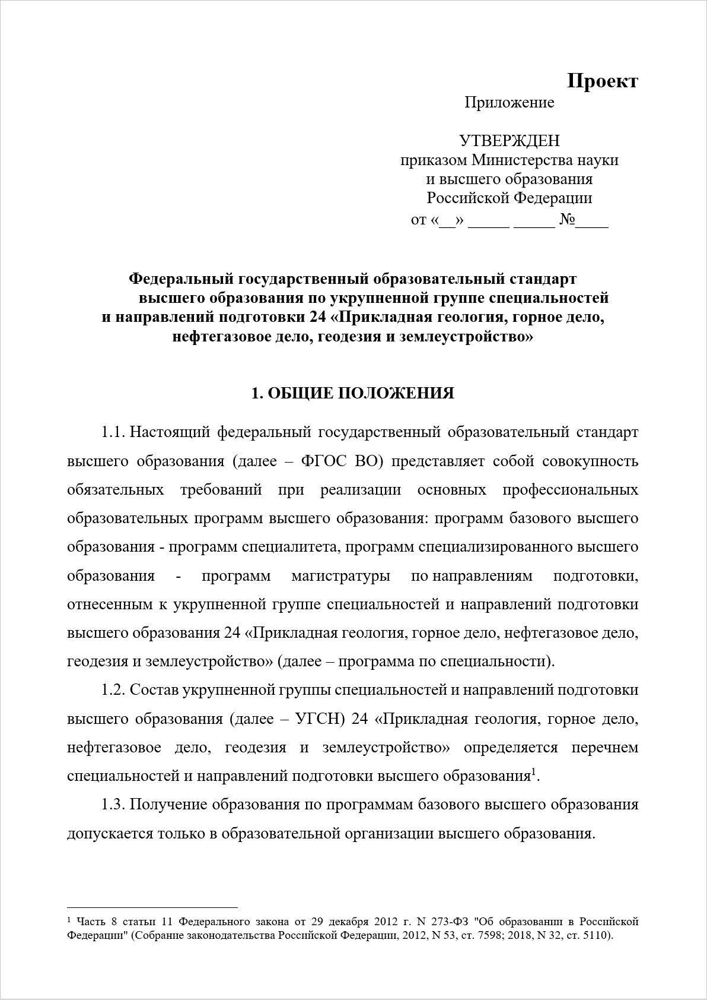 Проект
Приложение
УТВЕРЖДЕН
приказом Министерства науки
и высшего образования
Российской Федерации
от «__» _____ _____ №____
Федеральный государственный образовательный стандарт
высшего образования по укрупненной группе специальностей
и направлений подготовки 24 «Прикладная геология, горное дело,
нефтегазовое дело, геодезия и землеустройство»
1. ОБЩИЕ ПОЛОЖЕНИЯ
1.1. Настоящий федеральный государственный образовательный стандарт
высшего образования (далее – ФГОС ВО) представляет собой совокупность
обязательных требований при реализации основных профессиональных
образовательных программ высшего образования: программ базового высшего
образования - программ специалитета, программ специализированного высшего
образования - программ магистратуры по направлениям подготовки,
отнесенным к укрупненной группе специальностей и направлений подготовки
высшего образования 24 «Прикладная геология, горное дело, нефтегазовое дело,
геодезия и землеустройство» (далее – программа по специальности).
1.2. Состав укрупненной группы специальностей и направлений подготовки
высшего образования (далее – УГСН) 24 «Прикладная геология, горное дело,
нефтегазовое дело, геодезия и землеустройство» определяется перечнем
специальностей и направлений подготовки высшего образования¹.
1.3. Получение образования по программам базового высшего образования
допускается только в образовательной организации высшего образования.
¹ Часть 8 статьи 11 Федерального закона от 29 декабря 2012 г. N 273-ФЗ "Об образовании в Российской
Федерации" (Собрание законодательства Российской Федерации, 2012, N 53, ст. 7598; 2018, N 32, ст. 5110).